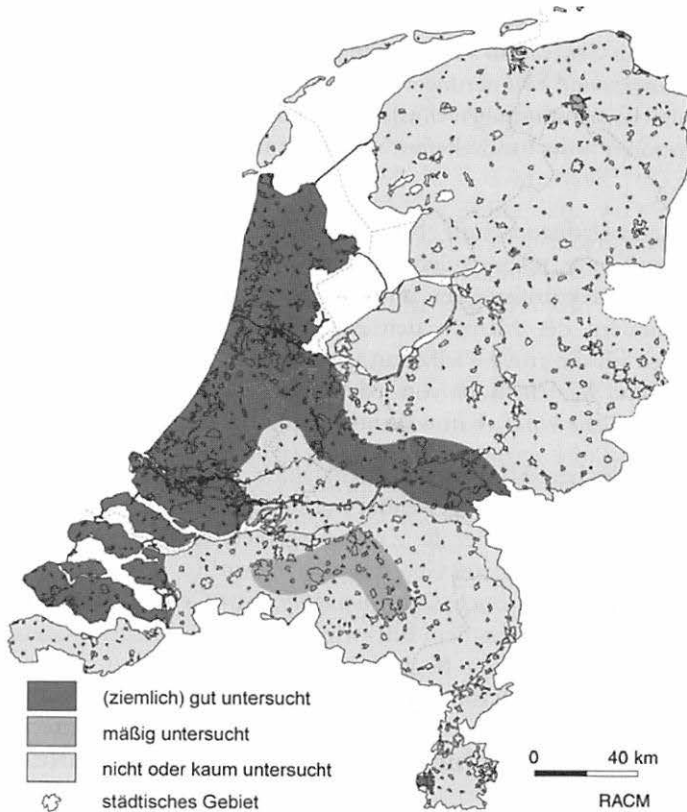 (ziemlich) gut untersucht
mäßig untersucht
nicht oder kaum untersucht
städtisches Gebiet
0 40 km
RACM